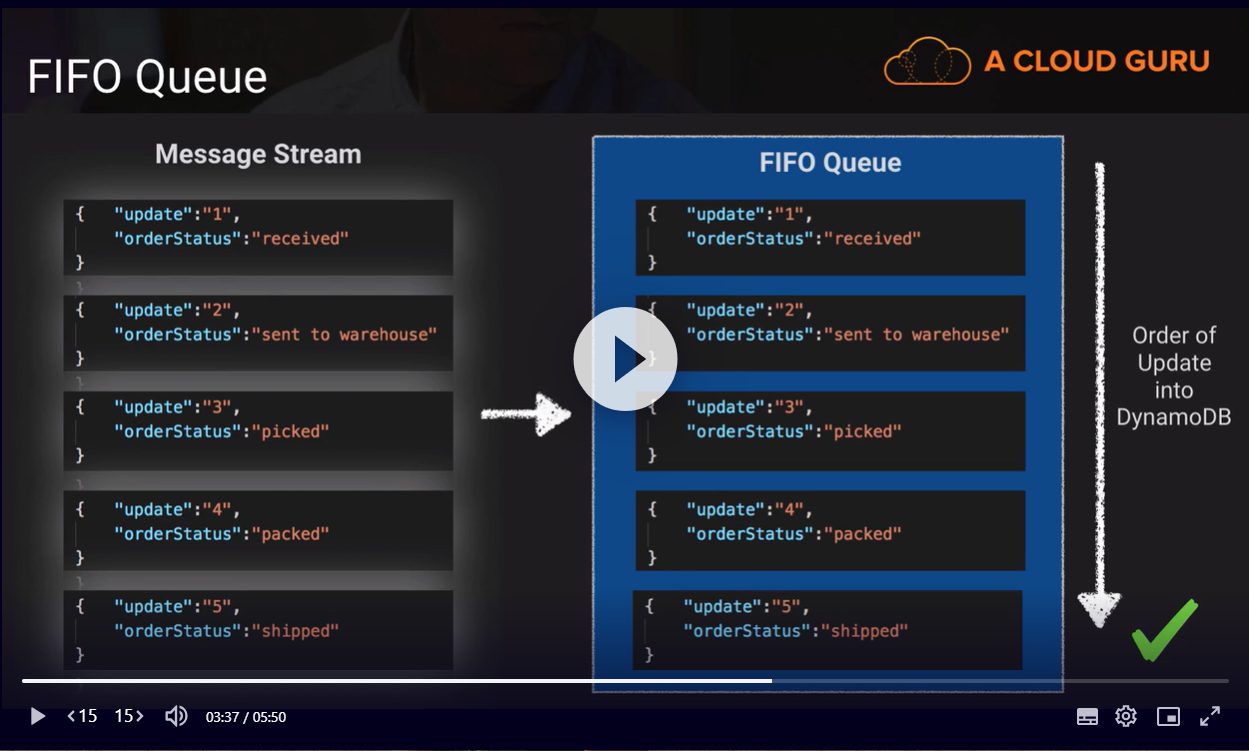 FIFO Queue
A CLOUD GURU
Message Stream
{ "update":"1",
"orderStatus":"received"
}
{ "update":"2",
"orderStatus":"sent to warehouse"
}
{ "update":"3",
"orderStatus":"picked"
}
{ "update":"4",
"orderStatus":"packed"
}
{ "update":"5",
"orderStatus":"shipped"
}
FIFO Queue
{ "update":"1",
"orderStatus":"received"
}
{ "update":"2",
"orderStatus":"sent to warehouse"
}
{ "update":"3",
"orderStatus":"picked"
}
{ "update":"4",
"orderStatus":"packed"
}
{ "update":"5",
"orderStatus":"shipped"
}
Order of
Update
into
DynamoDB
<15 15> 03:37 / 05:50